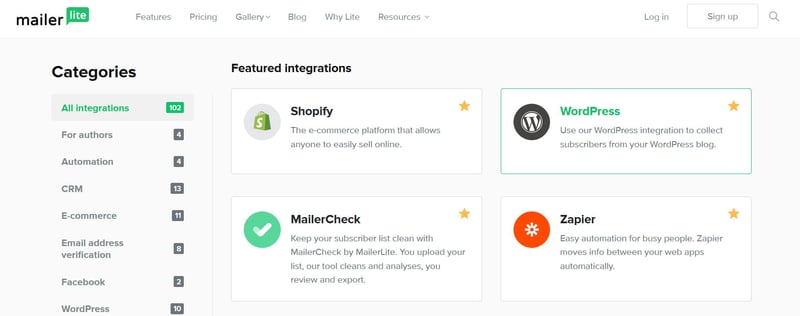 mailer lite
Features Pricing Gallery Blog Why Lite Resources Log in Sign up
Categories
All integrations 102
For authors 4
Automation 4
CRM 13
E-commerce 11
Email address
verification 8
Facebook 2
WordPress 10
Featured integrations
Shopify
The e-commerce platform that allows
anyone to easily sell online.
WordPress
Use our WordPress integration to collect
subscribers from your WordPress blog.
MailerCheck
Keep your subscriber list clean with
MailerCheck by MailerLite. You upload your
list, our tool cleans and analyses, you
review and export.
Zapier
Easy automation for busy people. Zapier
moves info between your web apps
automatically.